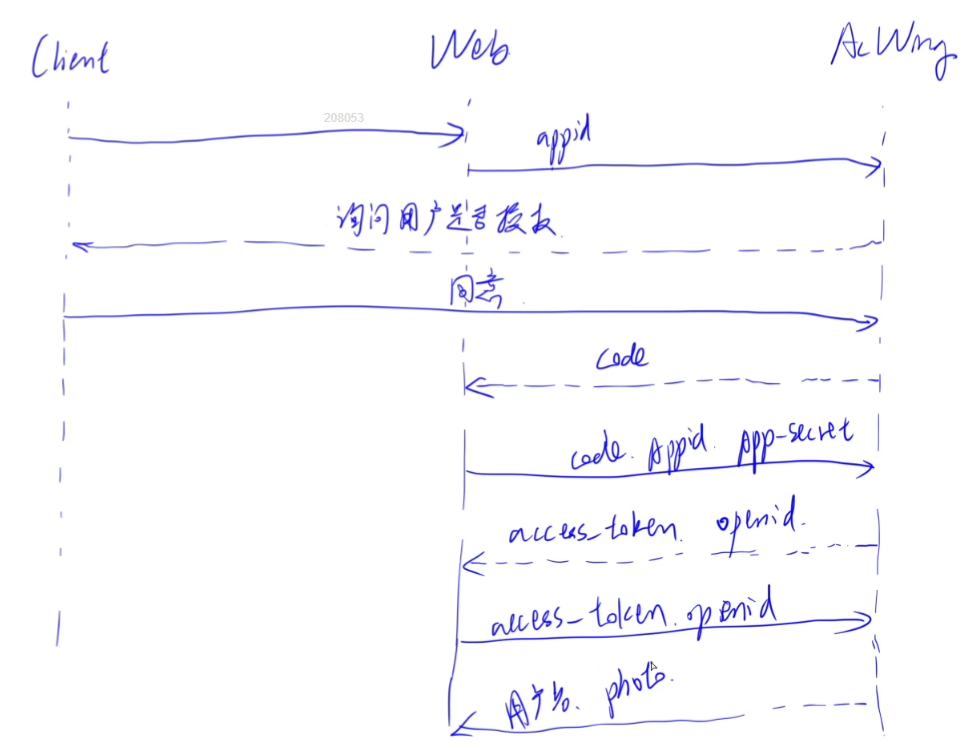 Client Web AcWing
208053
appid
询问用户是否授权
同意
code
code. Appid. App-secret
access_token. openid.
access_token. openid
用户名. photo.